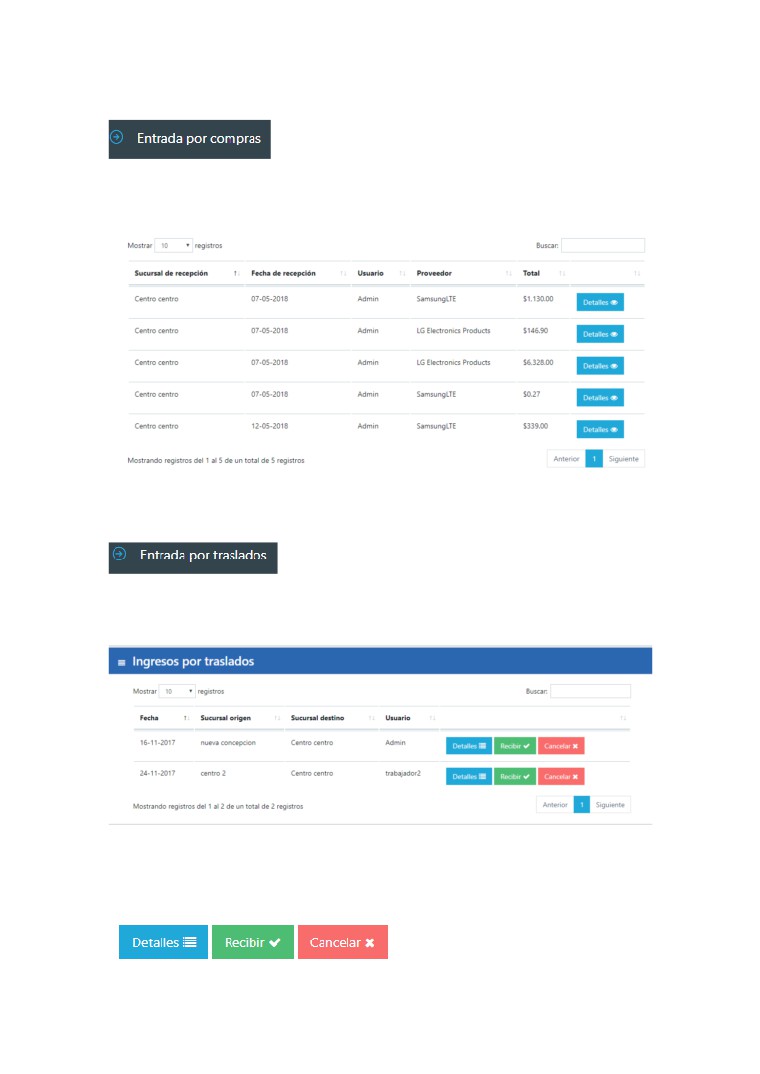 Entrada por compras
Mostrar 10 registros Buscar:
Sucursal de recepción Fecha de recepción Usuario Proveedor Total
Centro centro 07-05-2018 Admin SamsungLTE $1,130.00 Detalles
Centro centro 07-05-2018 Admin LG Electronics Products $146.90 Detalles
Centro centro 07-05-2018 Admin LG Electronics Products $6,328.00 Detalles
Centro centro 07-05-2018 Admin SamsungLTE $0.27 Detalles
Centro centro 12-05-2018 Admin SamsungLTE $339.00 Detalles
Mostrando registros del 1 al 5 de un total de 5 registros Anterior 1 Siguiente
Entrada por traslados
Ingresos por traslados
Mostrar 10 registros Buscar:
Fecha Sucursal origen Sucursal destino Usuario
16-11-2017 nueva concepcion Centro centro Admin Detalles Recibir Cancelar
24-11-2017 centro 2 Centro centro trabajador2 Detalles Recibir Cancelar
Mostrando registros del 1 al 2 de un total de 2 registros Anterior 1 Siguiente
Detalles Recibir Cancelar